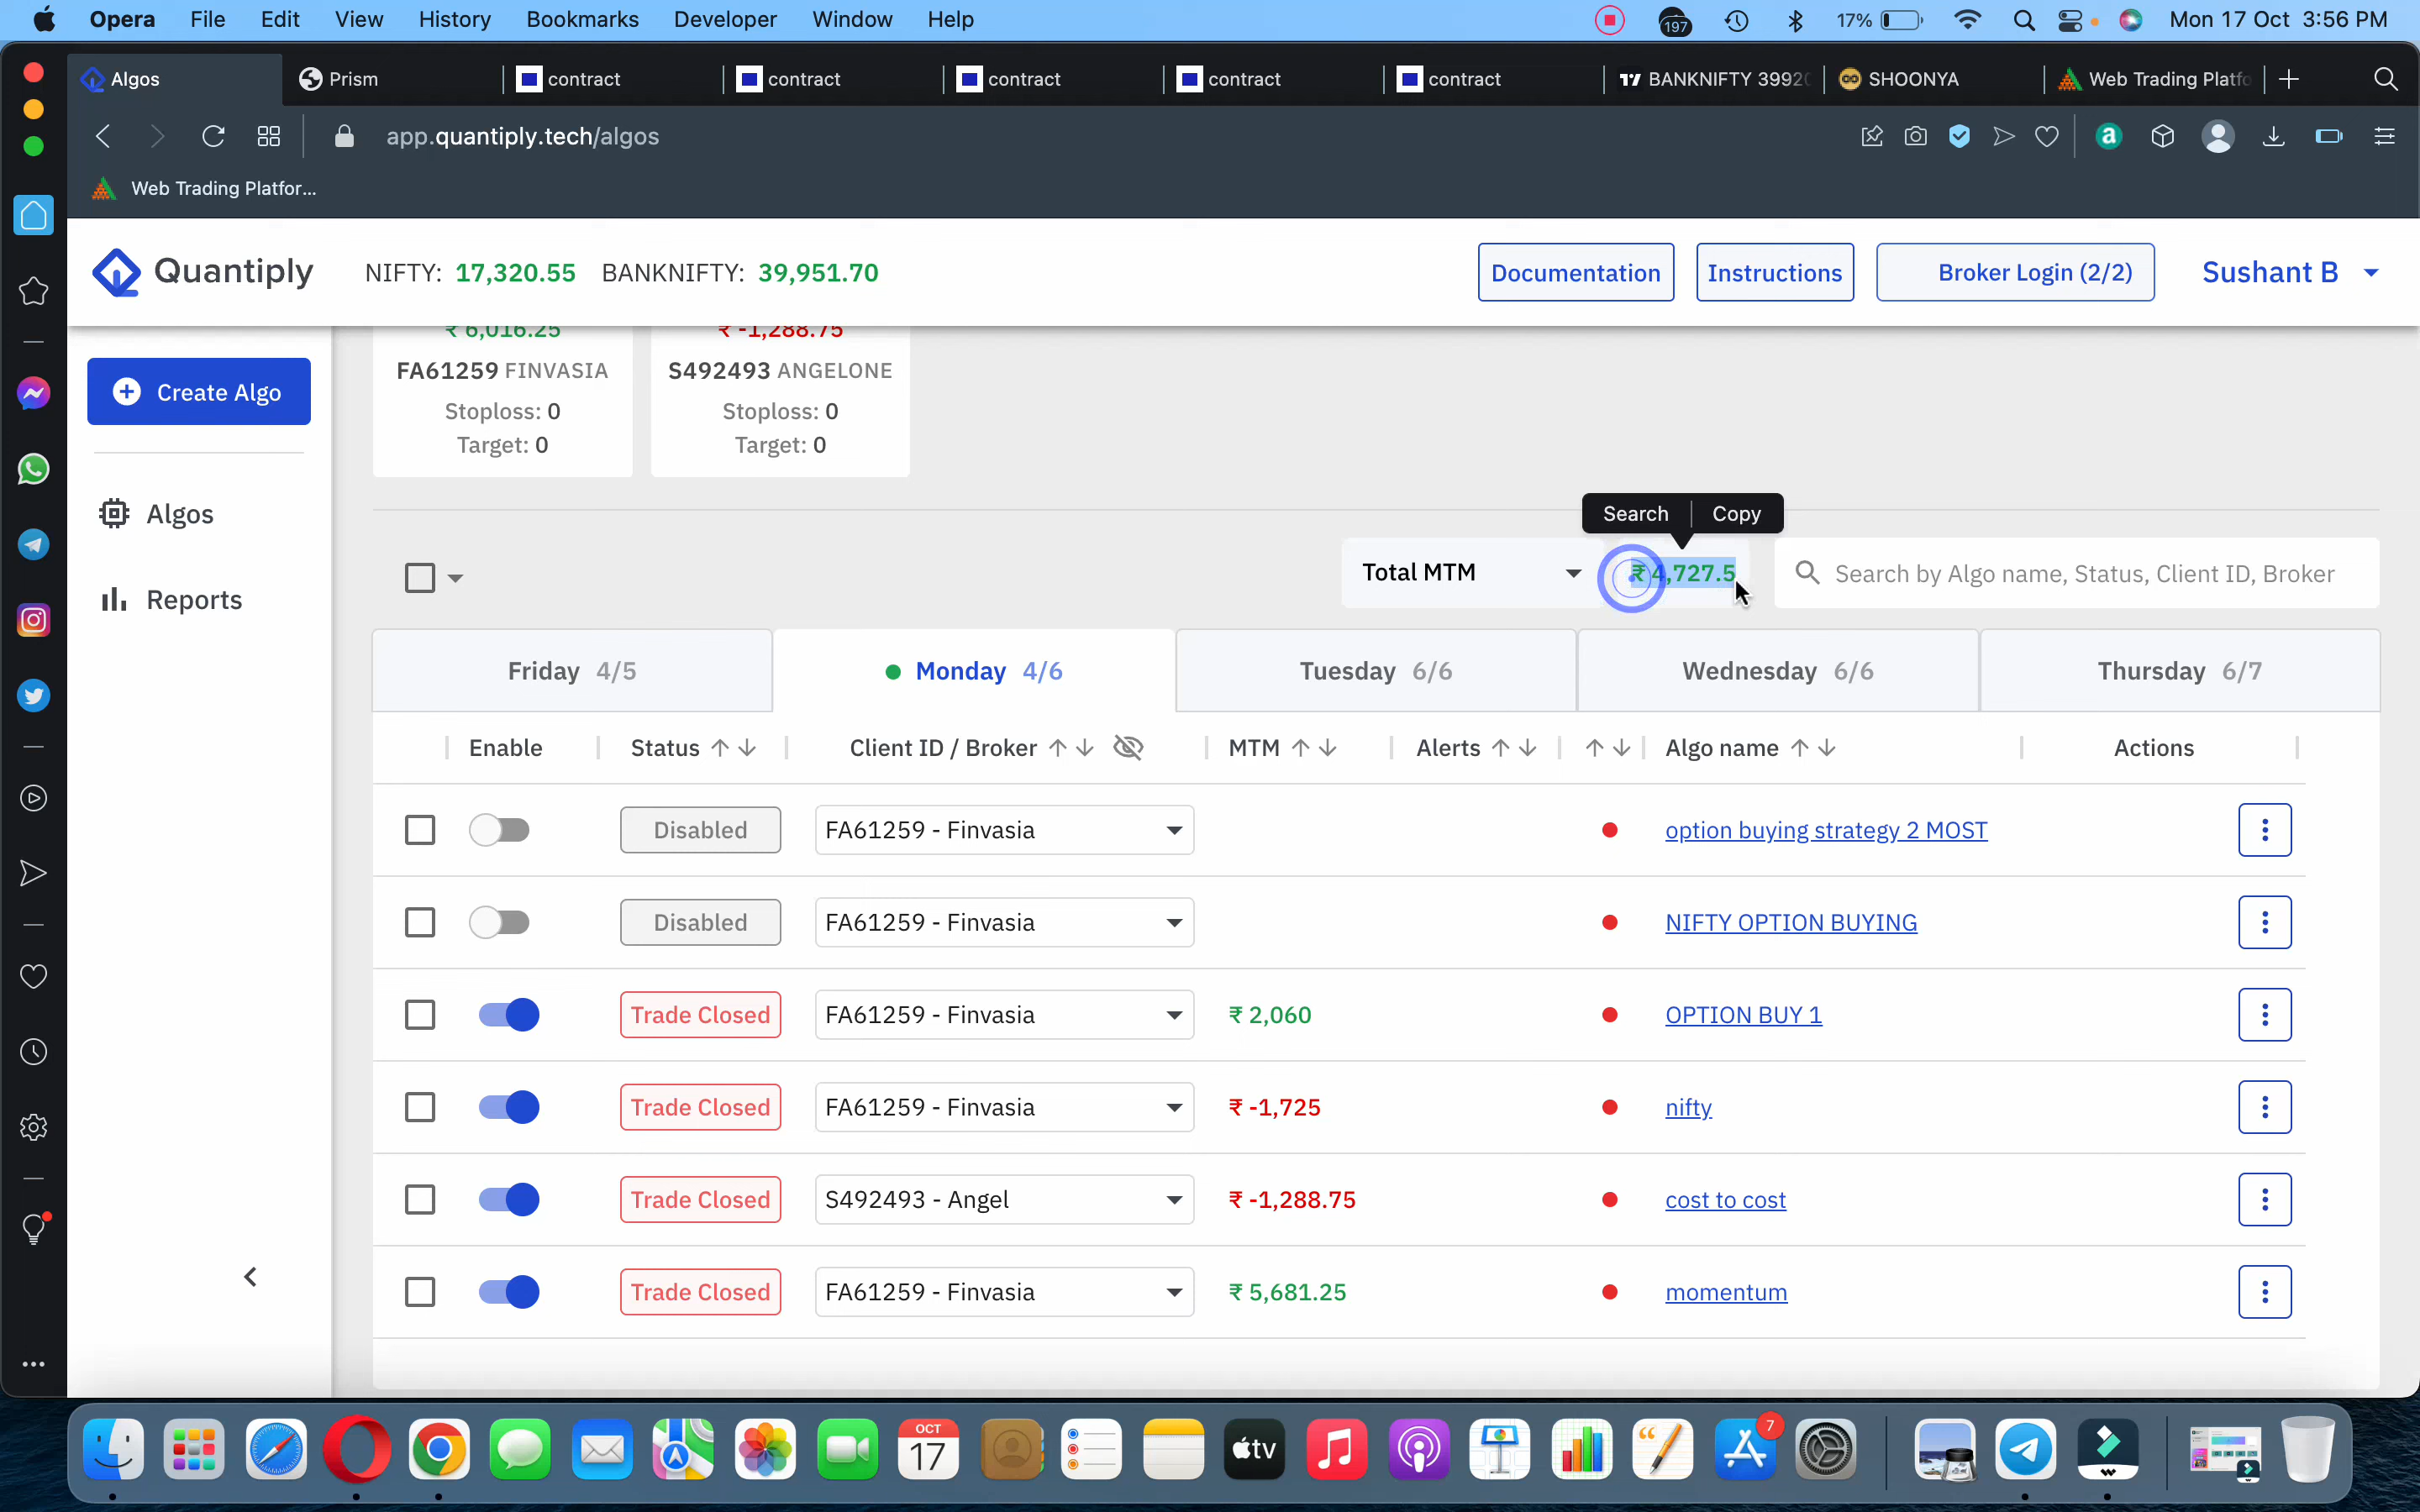 Opera File Edit View History Bookmarks Developer Window Help 197 17% Mon 17 Oct 3:56 PM
Algos Prism contract contract contract contract contract BANKNIFTY 3992 SHOONYA Web Trading Platfo
app.quantiply.tech/algos
Web Trading Platfor...
Quantiply NIFTY: 17,320.55 BANKNIFTY: 39,951.70 Documentation Instructions Broker Login (2/2) Sushant B
₹ 6,016.25 ₹ -1,288.75
FA61259 FINVASIA S492493 ANGELONE
Create Algo
Stoploss: 0 Stoploss: 0
Target: 0 Target: 0
Algos
Reports
Search Copy
Total MTM ₹ 4,727.5 Search by Algo name, Status, Client ID, Broker
Friday 4/5 Monday 4/6 Tuesday 6/6 Wednesday 6/6 Thursday 6/7
Enable Status Client ID / Broker MTM Alerts Algo name Actions
Disabled FA61259 - Finvasia option buying strategy 2 MOST
Disabled FA61259 - Finvasia NIFTY OPTION BUYING
Trade Closed FA61259 - Finvasia ₹ 2,060 OPTION BUY 1
Trade Closed FA61259 - Finvasia ₹ -1,725 nifty
Trade Closed S492493 - Angel ₹ -1,288.75 cost to cost
Trade Closed FA61259 - Finvasia ₹ 5,681.25 momentum
OCT
17
tv
7